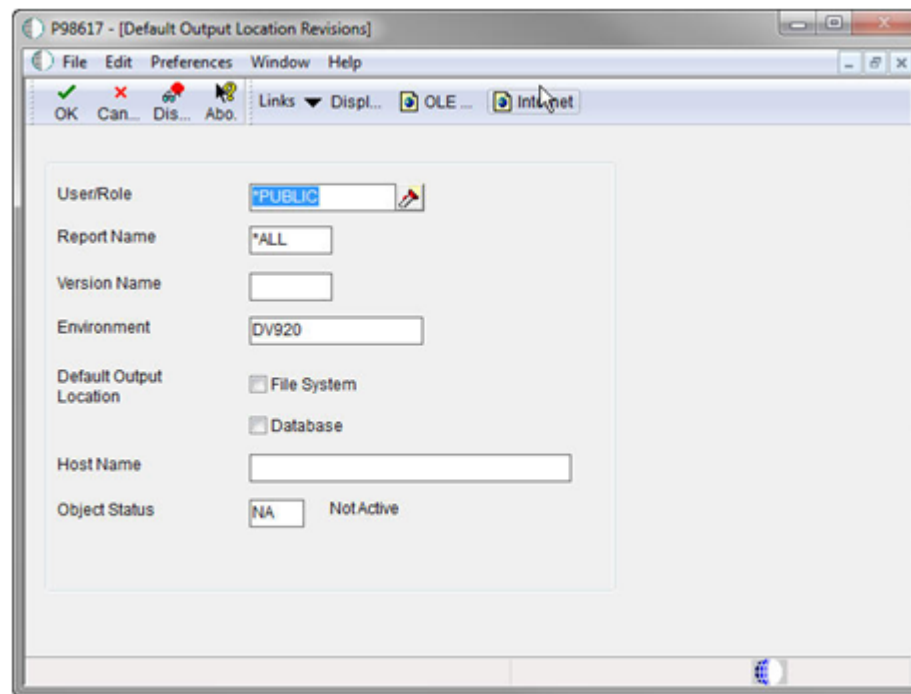 P98617 - [Default Output Location Revisions]
File Edit Preferences Window Help
OK Can... Dis... Abo. Links Displ... OLE ... Internet
User/Role *PUBLIC
Report Name *ALL
Version Name
Environment DV920
Default Output
Location
File System
Database
Host Name
Object Status NA Not Active